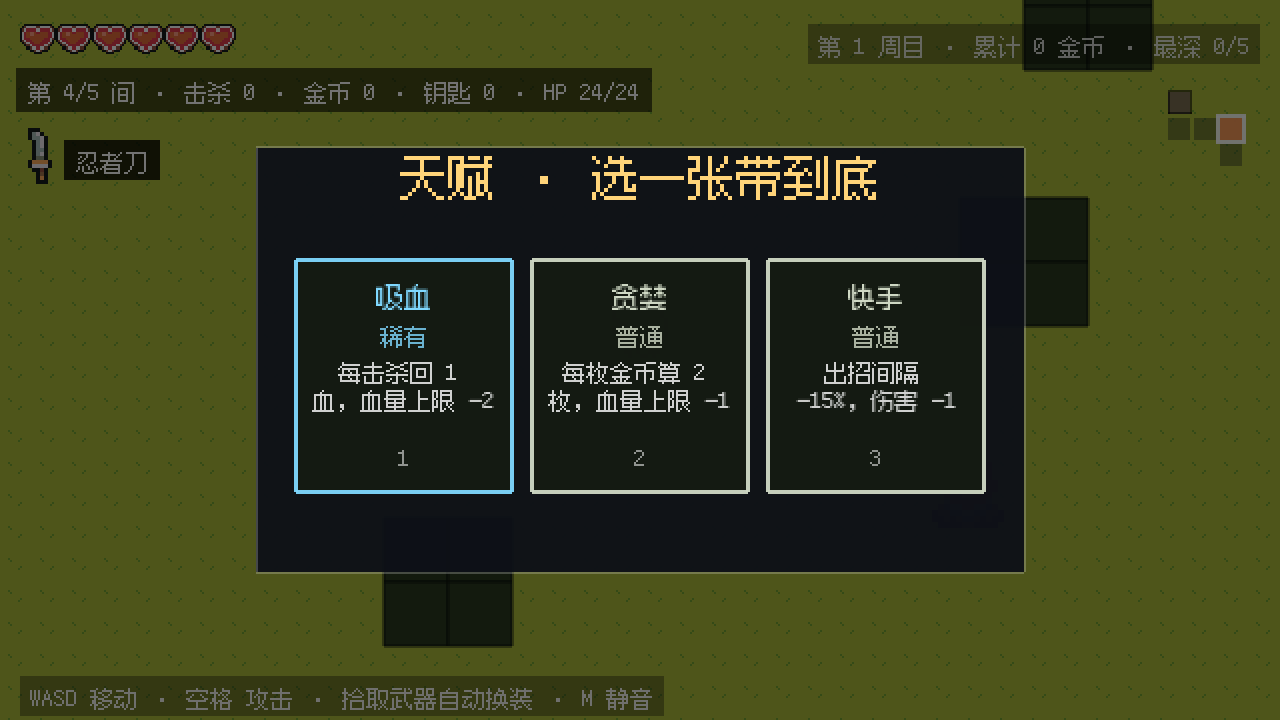 第 1 周目 · 累计 0 金币 · 最深 0/5
第 4/5 间 · 击杀 0 · 金币 0 · 钥匙 0 · HP 24/24
忍者刀
天赋 · 选一张带到底
吸血
稀有
每击杀回 1
血，血量上限 -2
1
贪婪
普通
每枚金币算 2
枚，血量上限 -1
2
快手
普通
出招间隔
-15%，伤害 -1
3
WASD 移动 · 空格 攻击 · 拾取武器自动换装 · M 静音